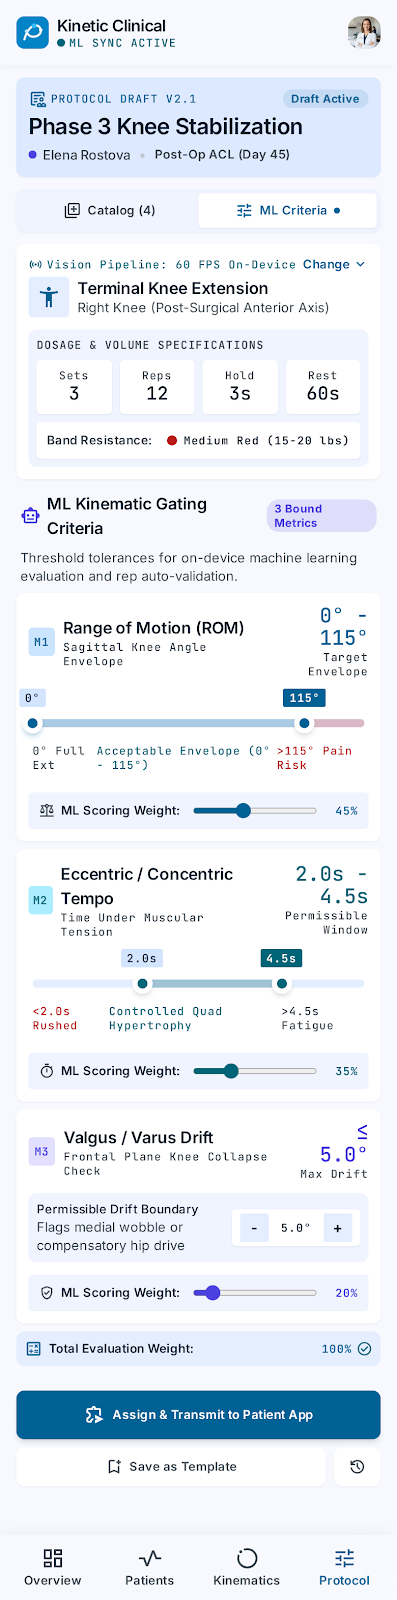 Kinetic Clinical
ML SYNC ACTIVE
PROTOCOL DRAFT V2.1
Draft Active
Phase 3 Knee Stabilization
Elena Rostova
Post-Op ACL (Day 45)
Catalog (4)
ML Criteria
Vision Pipeline: 60 FPS On-Device
Change
Terminal Knee Extension
Right Knee (Post-Surgical Anterior Axis)
DOSAGE & VOLUME SPECIFICATIONS
Sets
3
Reps
12
Hold
3s
Rest
60s
Band Resistance:
Medium Red (15-20 lbs)
ML Kinematic Gating
Criteria
3 Bound
Metrics
Threshold tolerances for on-device machine learning
evaluation and rep auto-validation.
M1
Range of Motion (ROM)
Sagittal Knee Angle
Envelope
0° -
115°
Target
Envelope
0°
115°
0° Full
Ext
Acceptable Envelope (0°
- 115°)
>115° Pain
Risk
ML Scoring Weight:
45%
M2
Eccentric / Concentric
Tempo
Time Under Muscular
Tension
2.0s -
4.5s
Permissible
Window
2.0s
4.5s
<2.0s
Rushed
Controlled Quad
Hypertrophy
>4.5s
Fatigue
ML Scoring Weight:
35%
M3
Valgus / Varus Drift
Frontal Plane Knee Collapse
Check
≤
5.0°
Max Drift
Permissible Drift Boundary
Flags medial wobble or
compensatory hip drive
-
5.0°
+
ML Scoring Weight:
20%
Total Evaluation Weight:
100%
Assign & Transmit to Patient App
Save as Template
Overview
Patients
Kinematics
Protocol